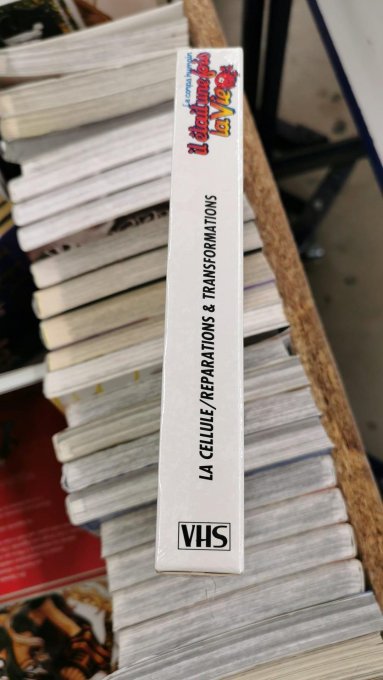 Le corps humain
il était une fois
la Vie
LA CELLULE/REPARATIONS & TRANSFORMATIONS
VHS